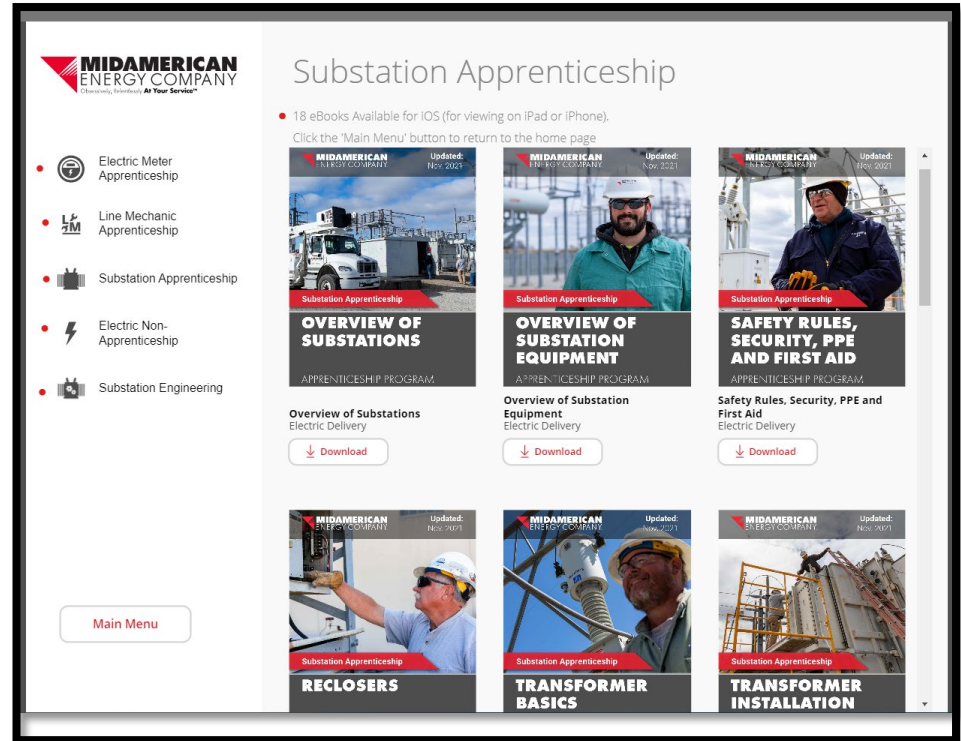 MIDAMERICAN
ENERGY COMPANY
Obsessively, Relentlessly At Your Service™
Electric Meter
Apprenticeship
Line Mechanic
Apprenticeship
Substation Apprenticeship
Electric Non-
Apprenticeship
Substation Engineering
Main Menu
Substation Apprenticeship
18 eBooks Available for iOS (for viewing on iPad or iPhone).
Click the 'Main Menu' button to return to the home page
MIDAMERICAN
ENERGY COMPANY
Updated:
Nov. 2021
Substation Apprenticeship
OVERVIEW OF
SUBSTATIONS
APPRENTICESHIP PROGRAM
Overview of Substations
Electric Delivery
Download
MIDAMERICAN
ENERGY COMPANY
Updated:
Nov. 2021
Substation Apprenticeship
OVERVIEW OF
SUBSTATION
EQUIPMENT
APPRENTICESHIP PROGRAM
Overview of Substation
Equipment
Electric Delivery
Download
MIDAMERICAN
ENERGY COMPANY
Updated:
Nov. 2021
Substation Apprenticeship
SAFETY RULES,
SECURITY, PPE
AND FIRST AID
APPRENTICESHIP PROGRAM
Safety Rules, Security, PPE and
First Aid
Electric Delivery
Download
MIDAMERICAN
ENERGY COMPANY
Updated:
Nov. 2021
Substation Apprenticeship
RECLOSERS
MIDAMERICAN
ENERGY COMPANY
Updated:
Nov. 2021
Substation Apprenticeship
TRANSFORMER
BASICS
MIDAMERICAN
ENERGY COMPANY
Updated:
Nov. 2021
Substation Apprenticeship
TRANSFORMER
INSTALLATION